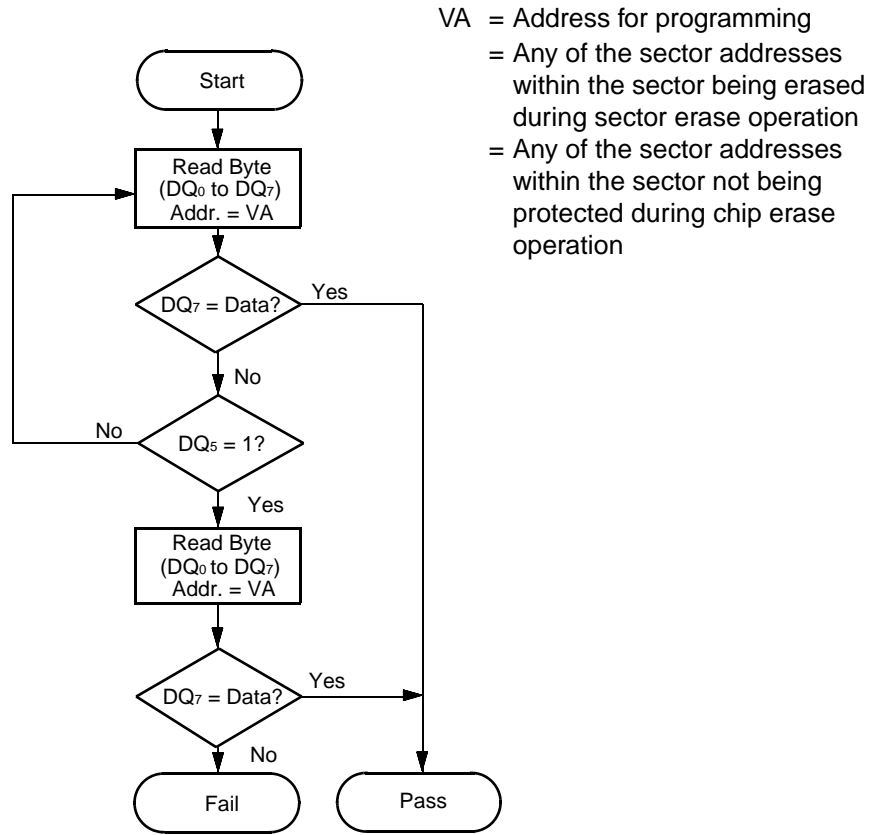 VA = Address for programming
= Any of the sector addresses
within the sector being erased
during sector erase operation
= Any of the sector addresses
within the sector not being
protected during chip erase
operation
Start
Read Byte
(DQ0 to DQ7)
Addr. = VA
DQ7 = Data?
Yes
No
DQ5 = 1?
No
Yes
Read Byte
(DQ0 to DQ7)
Addr. = VA
DQ7 = Data?
Yes
No
Fail
Pass